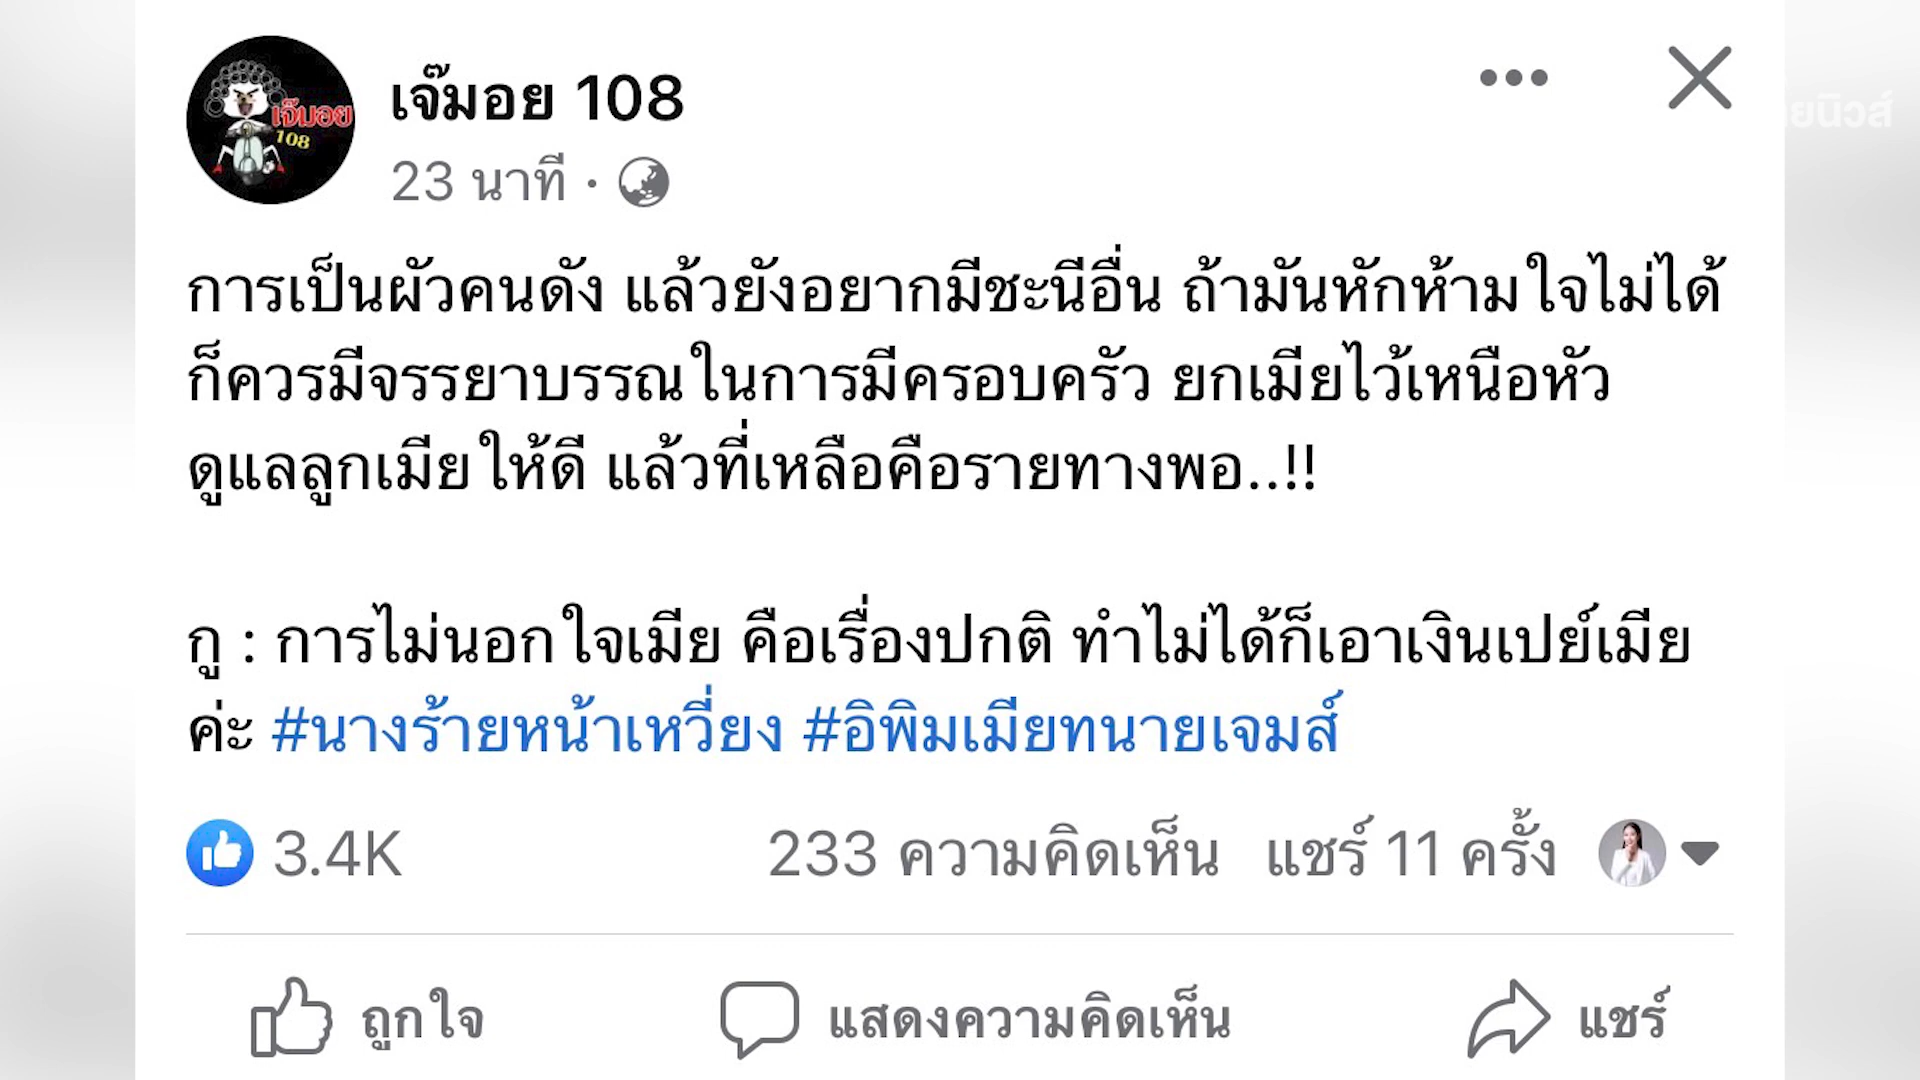 เจ๊มอย 108
เจ๊มอย
108
23 นาที ·
การเป็นผัวคนดัง แล้วยังอยากมีชะนีอื่น ถ้ามันหักห้ามใจไม่ได้
ก็ควรมีจรรยาบรรณในการมีครอบครัว ยกเมียไว้เหนือหัว
ดูแลลูกเมียให้ดี แล้วที่เหลือคือรายทางพอ..!!
กู : การไม่นอกใจเมีย คือเรื่องปกติ ทำไม่ได้ก็เอาเงินเปย์เมีย
ค่ะ #นางร้ายหน้าเหวี่ยง #อิพิมเมียทนายเจมส์
3.4K 233 ความคิดเห็น แชร์ 11 ครั้ง
ถูกใจ แสดงความคิดเห็น แชร์